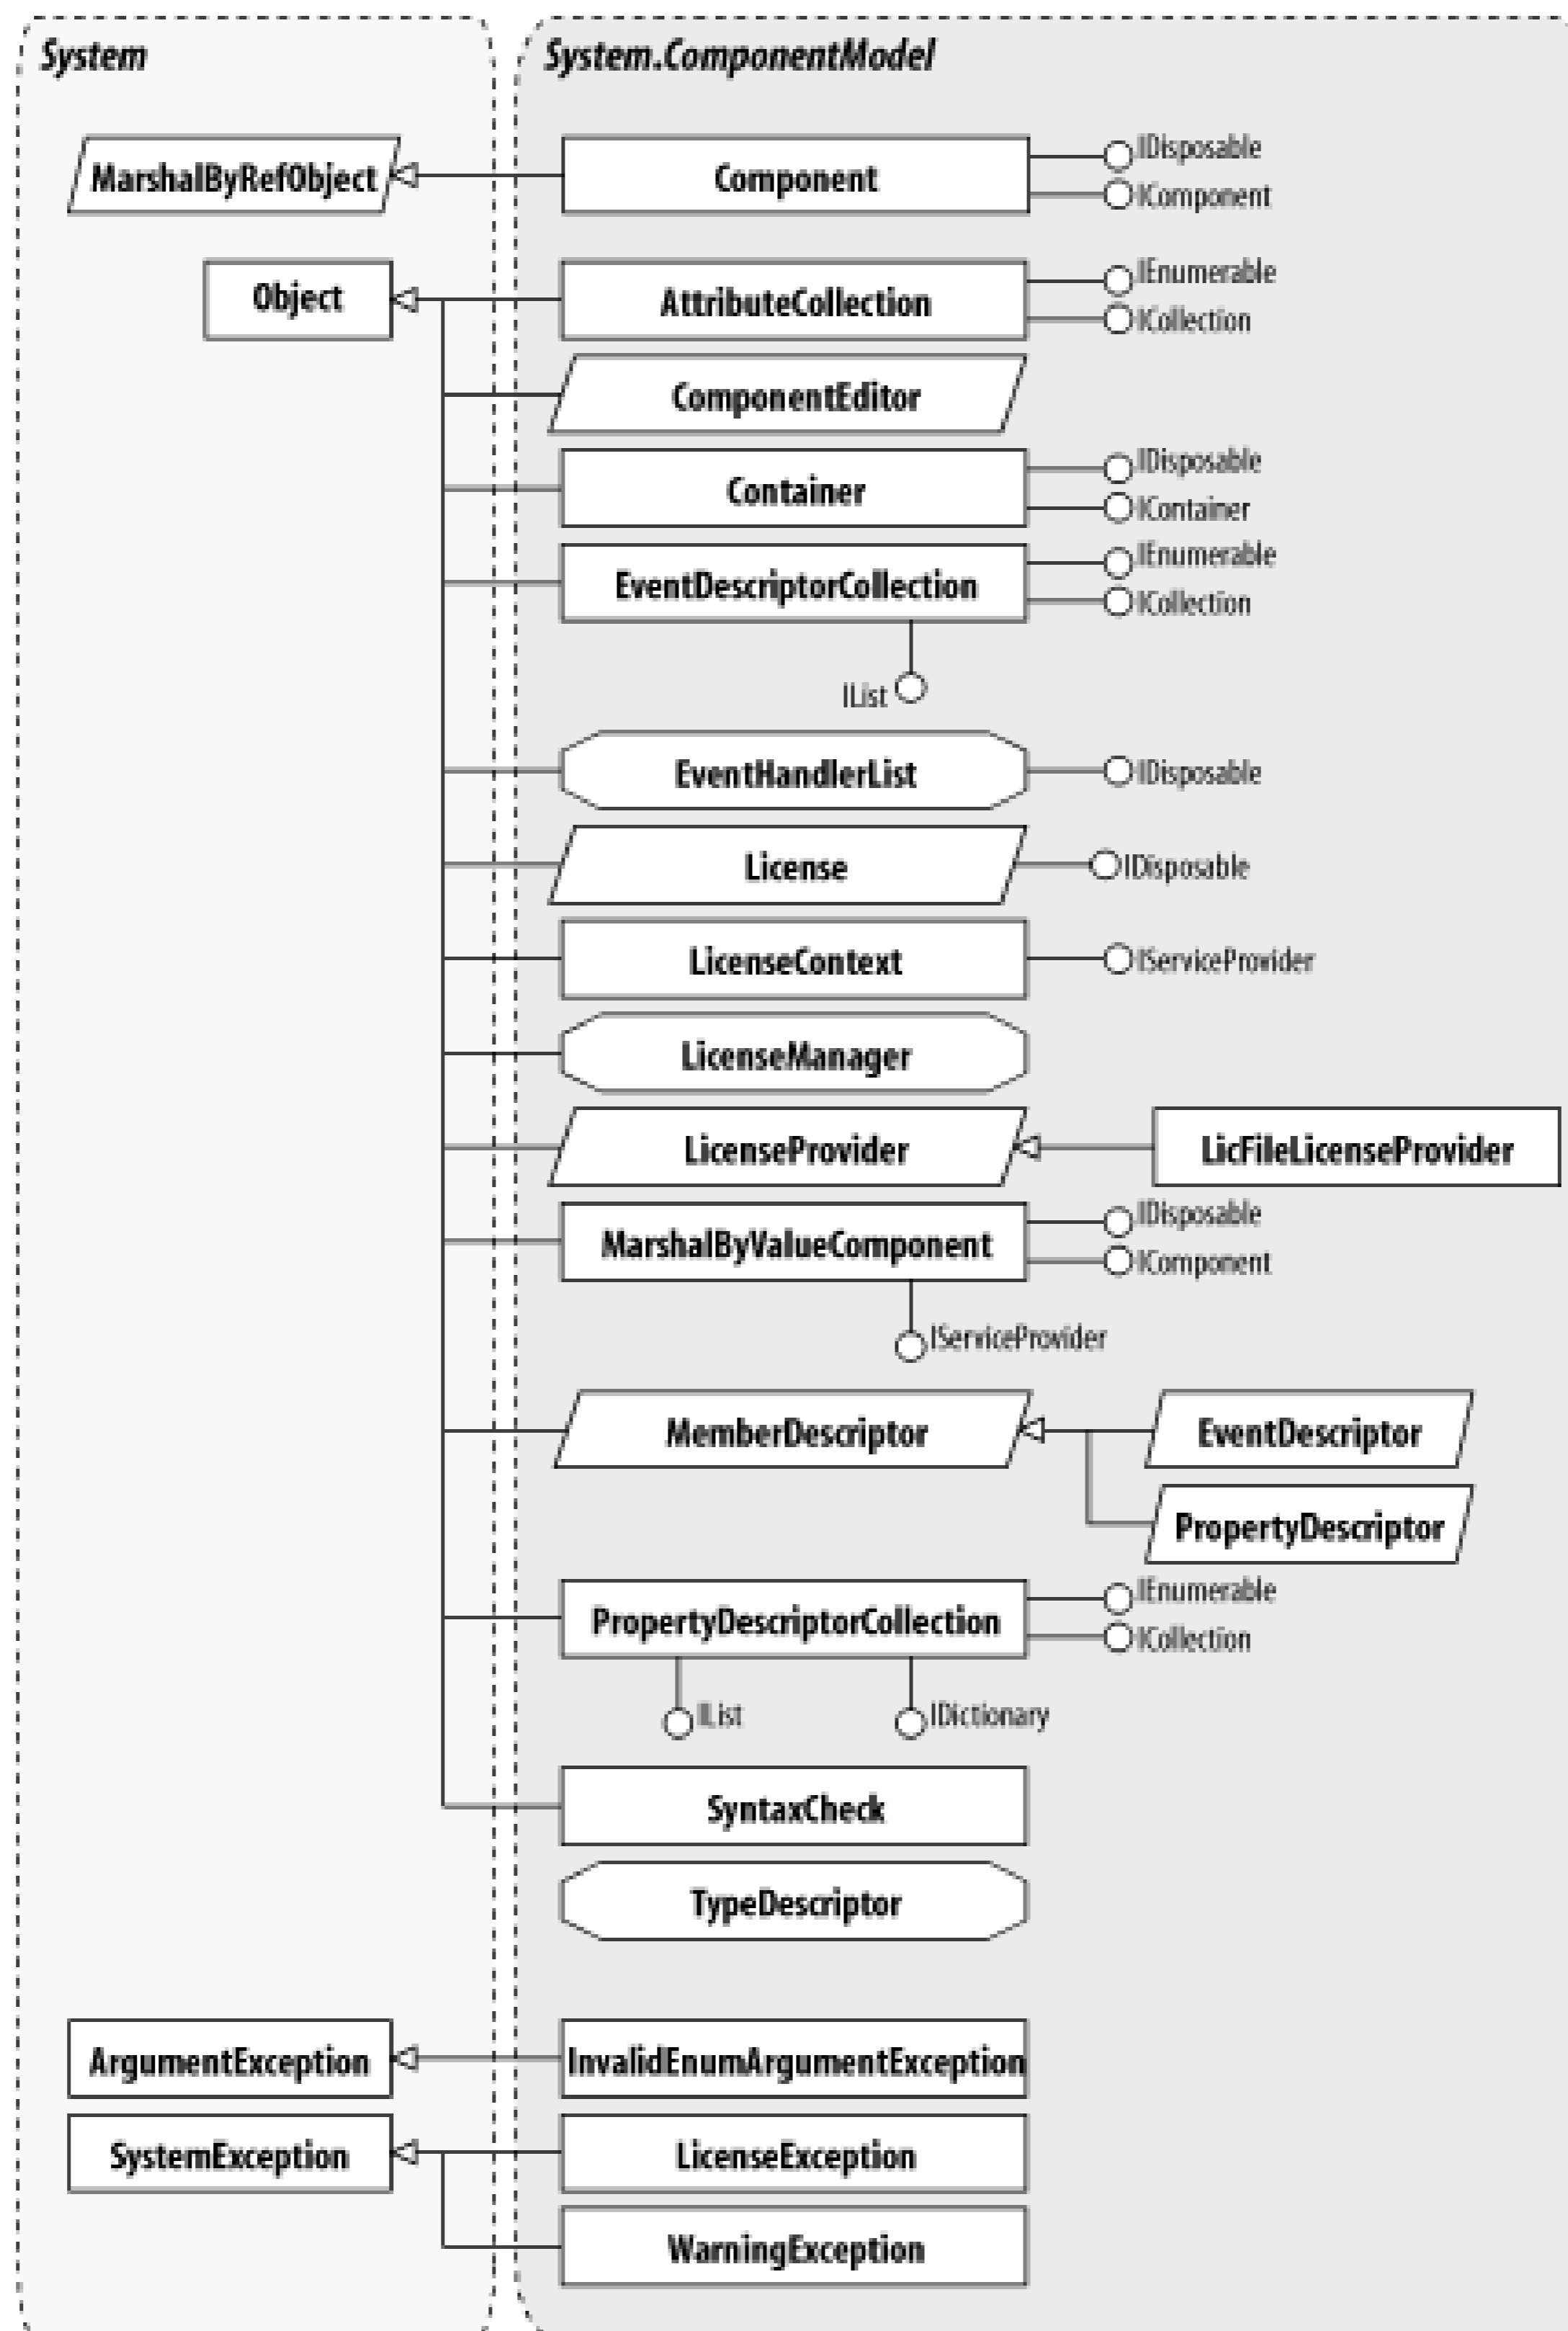 System
System.ComponentModel
MarshalByRefObject
Component
IDisposable
IComponent
Object
AttributeCollection
IEnumerable
ICollection
ComponentEditor
Container
IDisposable
IContainer
EventDescriptorCollection
IEnumerable
ICollection
IList
EventHandlerList
IDisposable
License
IDisposable
LicenseContext
IServiceProvider
LicenseManager
LicenseProvider
LicFileLicenseProvider
MarshalByValueComponent
IDisposable
IComponent
IServiceProvider
MemberDescriptor
EventDescriptor
PropertyDescriptor
PropertyDescriptorCollection
IEnumerable
ICollection
IList
IDictionary
SyntaxCheck
TypeDescriptor
ArgumentException
InvalidEnumArgumentException
SystemException
LicenseException
WarningException